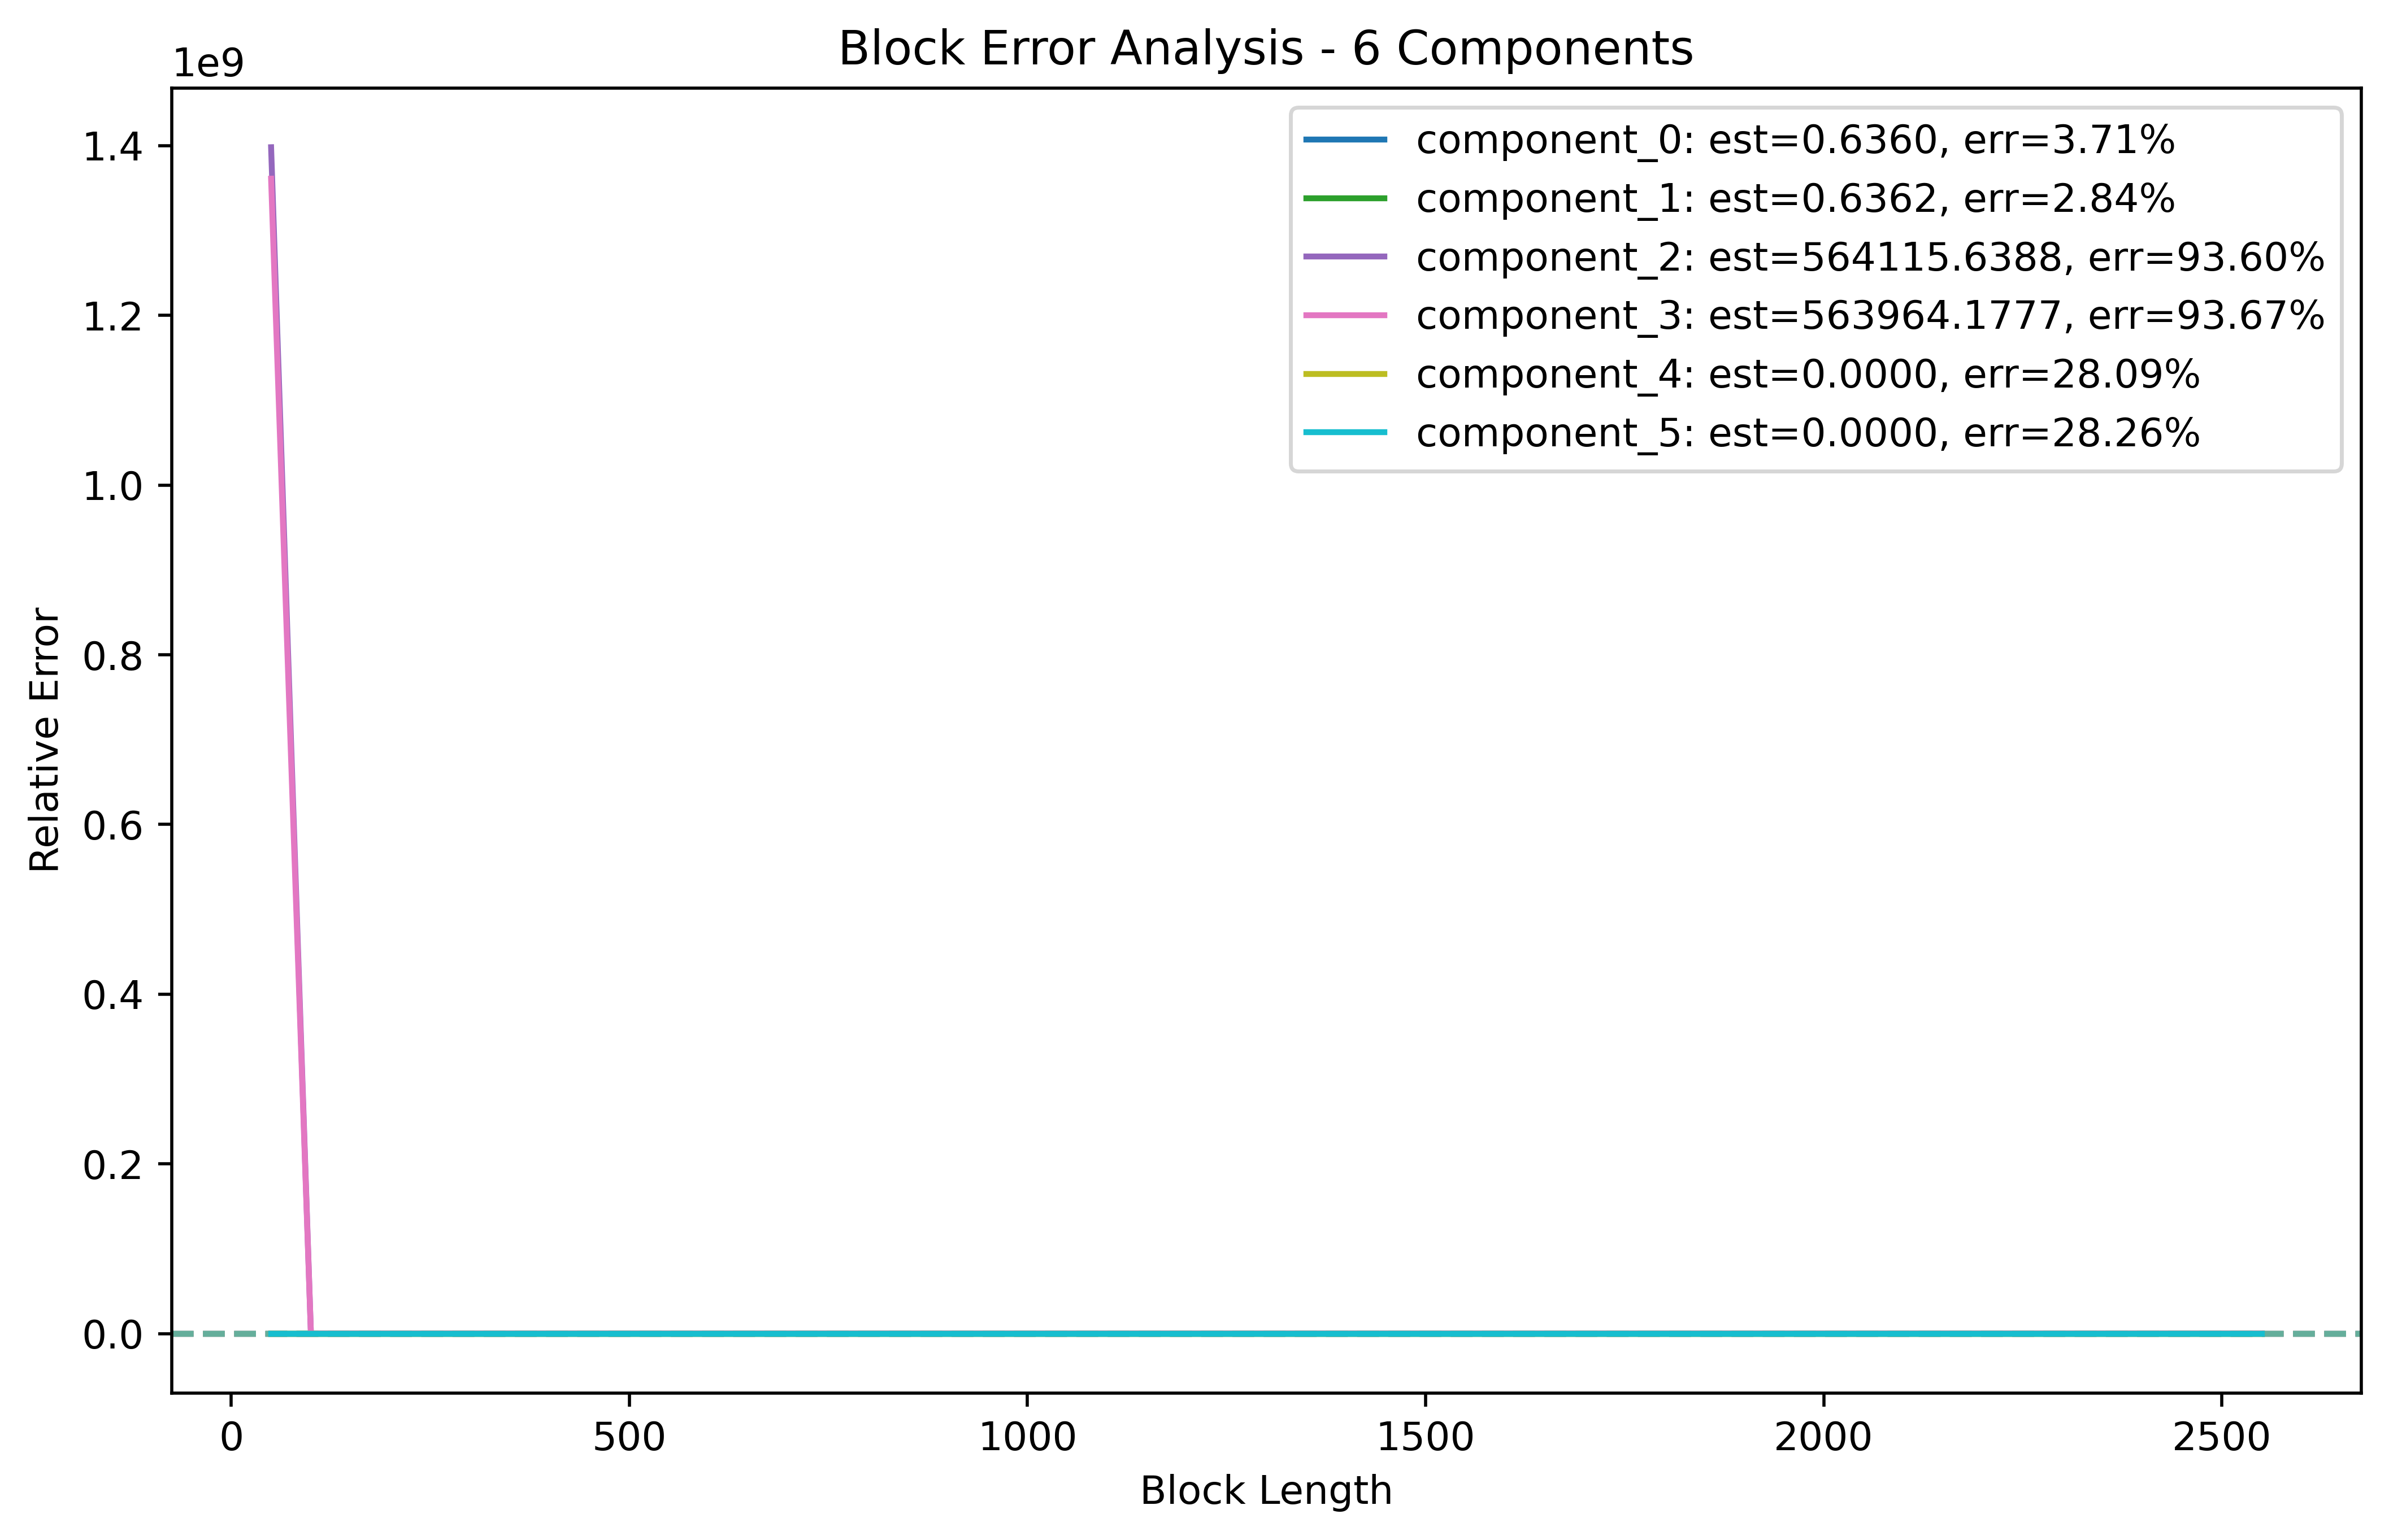 Block Error Analysis - 6 Components
1e9
1.4
1.2
1.0
0.8
0.6
0.4
0.2
0.0
Relative Error
component_0: est=0.6360, err=3.71%
component_1: est=0.6362, err=2.84%
component_2: est=564115.6388, err=93.60%
component_3: est=563964.1777, err=93.67%
component_4: est=0.0000, err=28.09%
component_5: est=0.0000, err=28.26%
0 500 1000 1500 2000 2500
Block Length